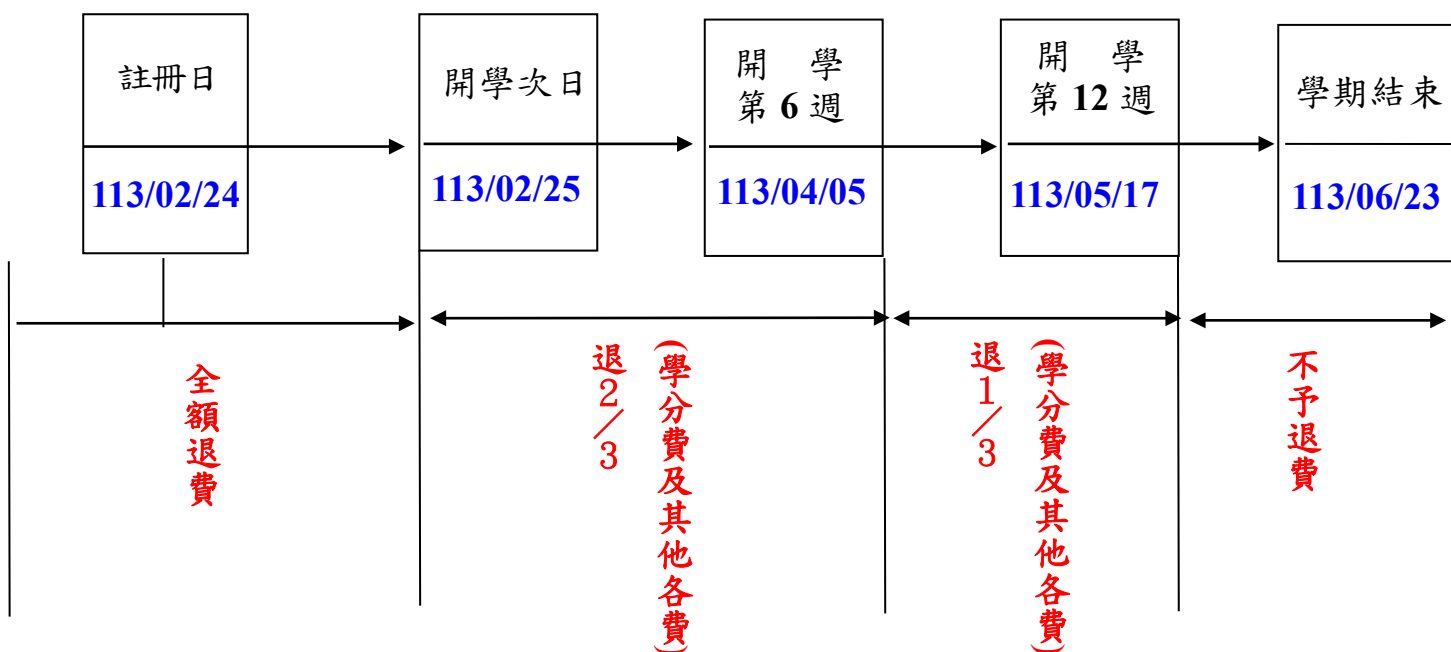 註冊日
113/02/24
開學次日
113/02/25
開 學
第 6 週
113/04/05
開 學
第 12 週
113/05/17
學期結束
113/06/23
全額退費
退2/3
(學分費及其他各費)
退1/3
(學分費及其他各費)
不予退費